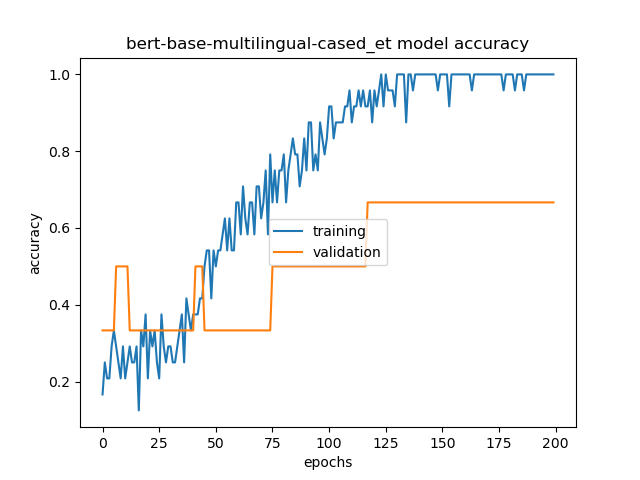 bert-base-multilingual-cased_et model accuracy
1.0
0.8
0.6
0.4
0.2
accuracy
training
validation
0 25 50 75 100 125 150 175 200
epochs